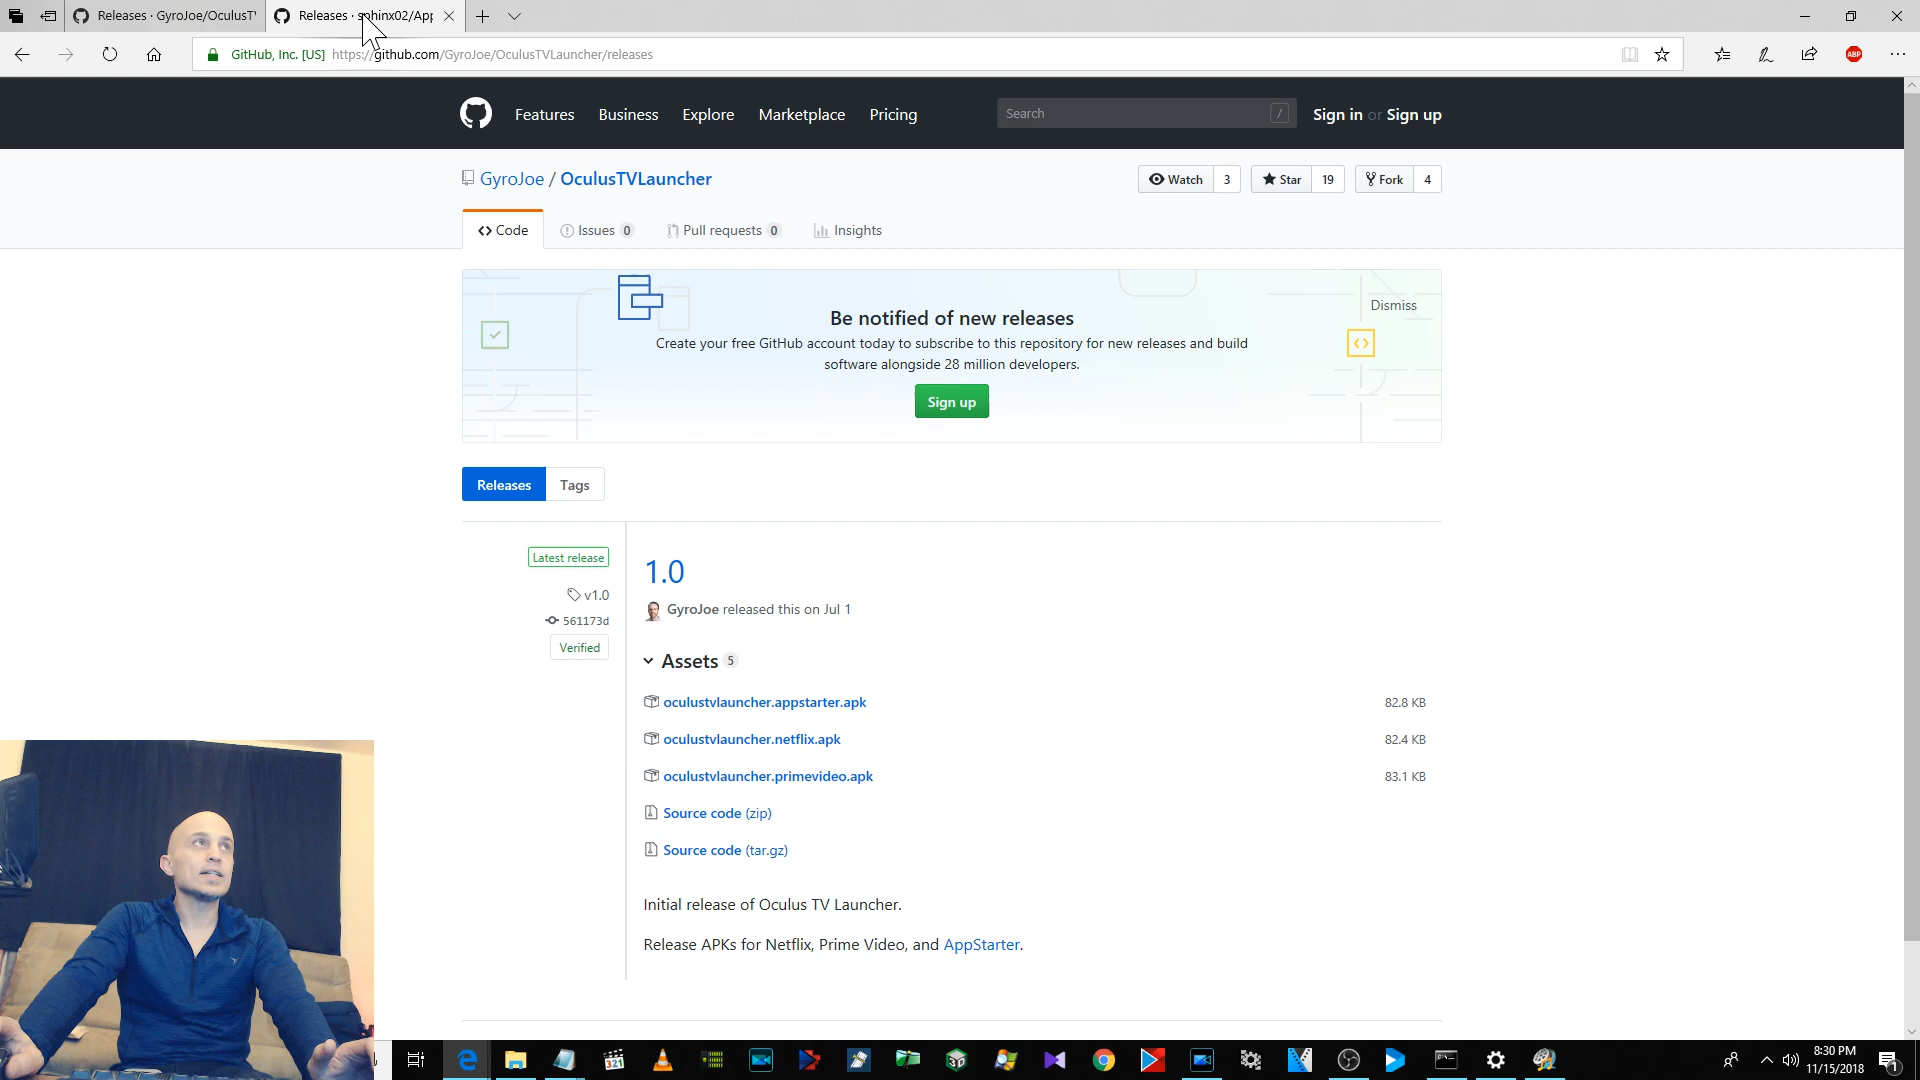 Releases · GyroJoe/OculusT
Releases · sphinx02/App
GitHub, Inc. [US] https://github.com/GyroJoe/OculusTVLauncher/releases
ABP
Features Business Explore Marketplace Pricing Search / Sign in or Sign up
GyroJoe / OculusTVLauncher
Watch 3 Star 19 Fork 4
Code Issues 0 Pull requests 0 Insights
Dismiss
Be notified of new releases
Create your free GitHub account today to subscribe to this repository for new releases and build
software alongside 28 million developers.
Sign up
Releases Tags
Latest release
v1.0
561173d
Verified
1.0
GyroJoe released this on Jul 1
Assets 5
oculustvlauncher.appstarter.apk 82.8 KB
oculustvlauncher.netflix.apk 82.4 KB
oculustvlauncher.primevideo.apk 83.1 KB
Source code (zip)
Source code (tar.gz)
Initial release of Oculus TV Launcher.
Release APKs for Netflix, Prime Video, and AppStarter.
321
3D
8:30 PM
11/15/2018
1